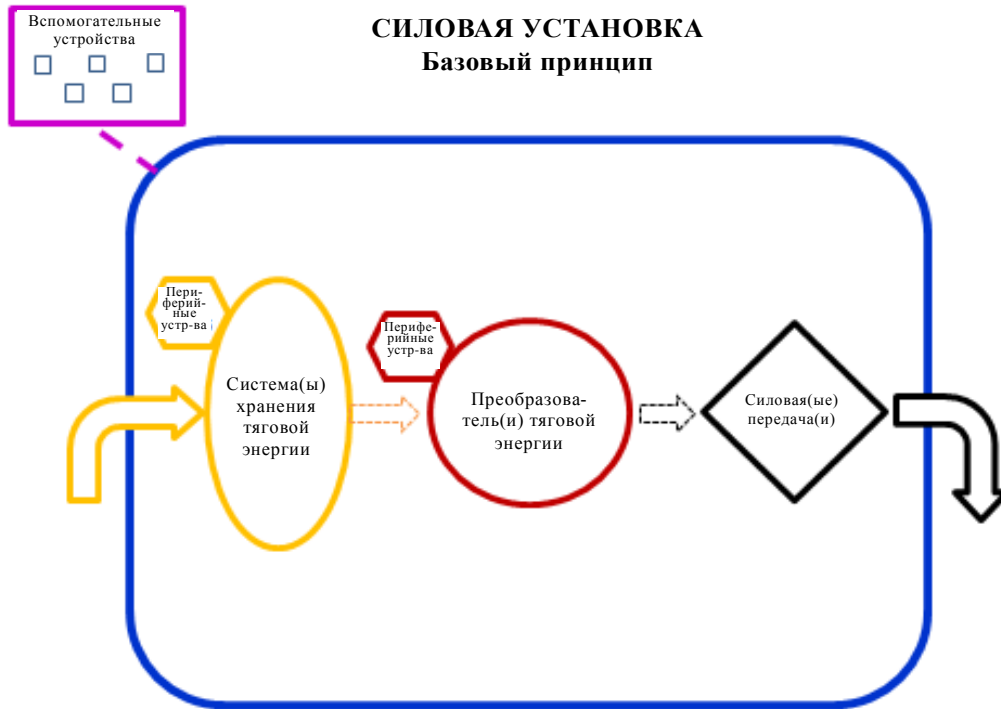 Вспомогательные
устройства
СИЛОВАЯ УСТАНОВКА
Базовый принцип
Пери-
ферий-
ные
устр-ва
Перифе-
рийные
устр-ва
Система(ы)
хранения
тяговой
энергии
Преобразова-
тель(и) тяговой
энергии
Силовая(ые)
передача(и)